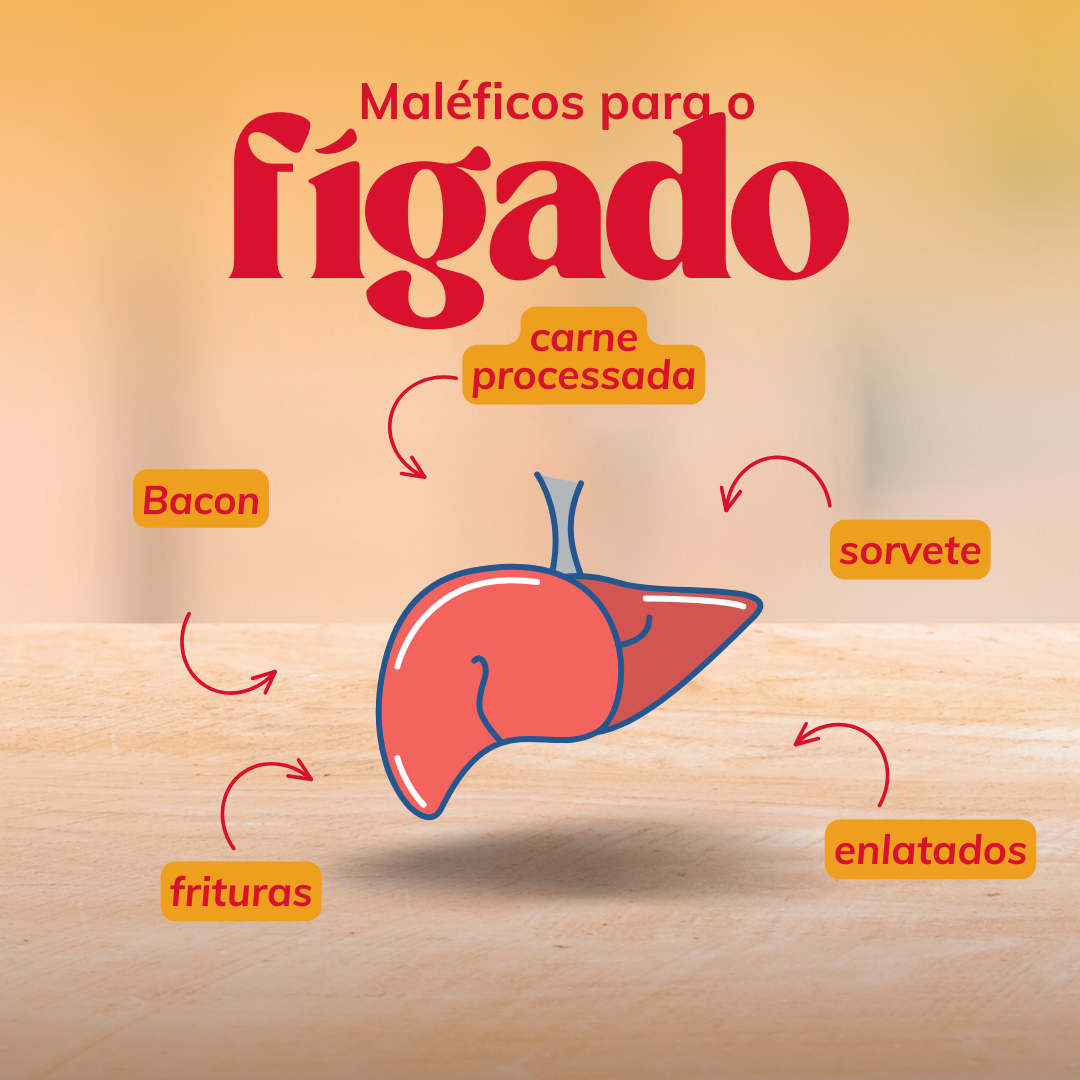 Maléficos para o
fígado
carne
processada
Bacon
sorvete
enlatados
frituras